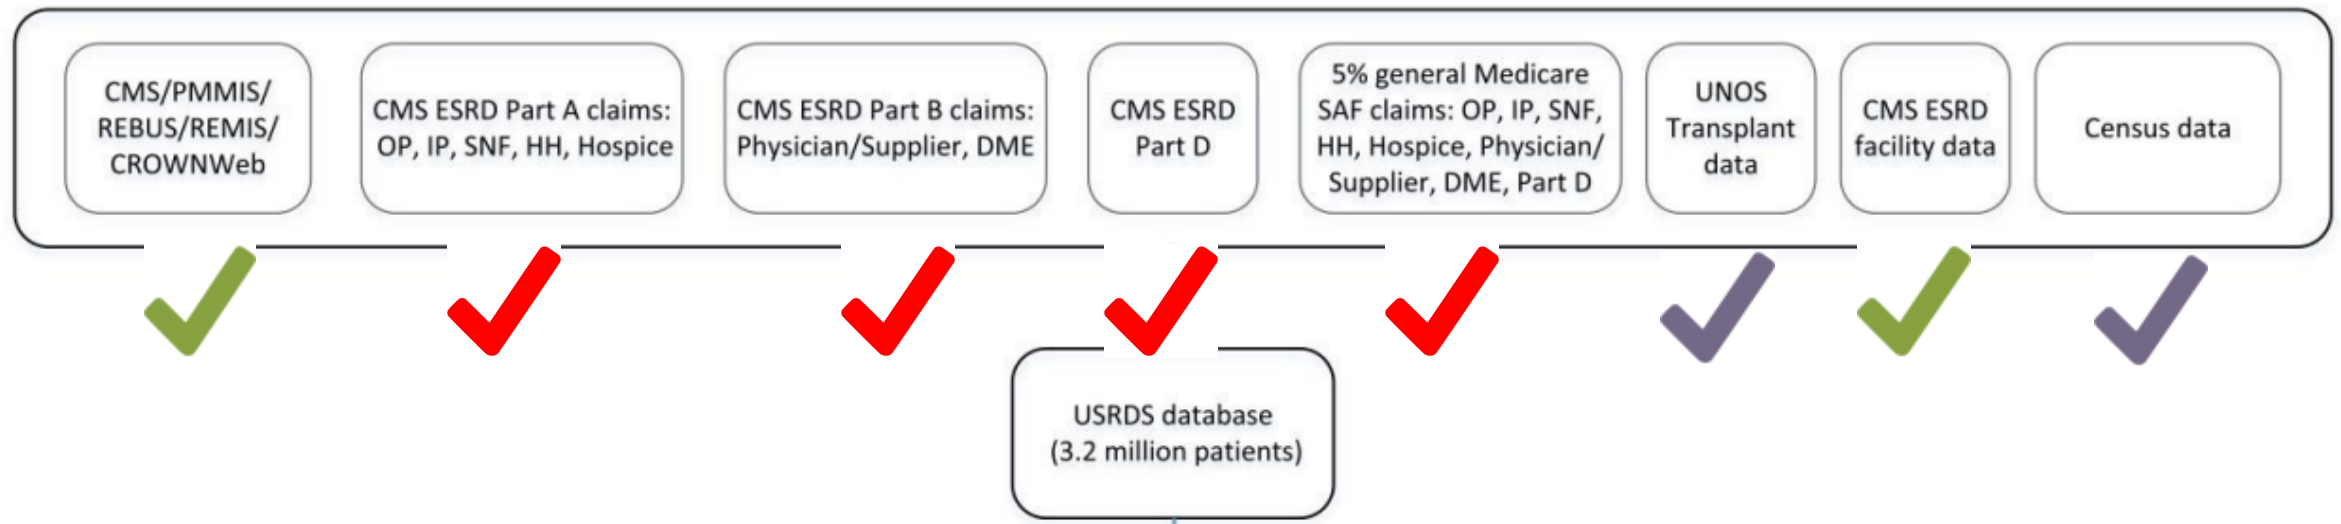 CMS/PMMIS/
REBUS/REMIS/
CROWNWeb
CMS ESRD Part A claims:
OP, IP, SNF, HH, Hospice
CMS ESRD Part B claims:
Physician/Supplier, DME
CMS ESRD
Part D
5% general Medicare
SAF claims: OP, IP, SNF,
HH, Hospice, Physician/
Supplier, DME, Part D
UNOS
Transplant
data
CMS ESRD
facility data
Census data
USRDS database
(3.2 million patients)